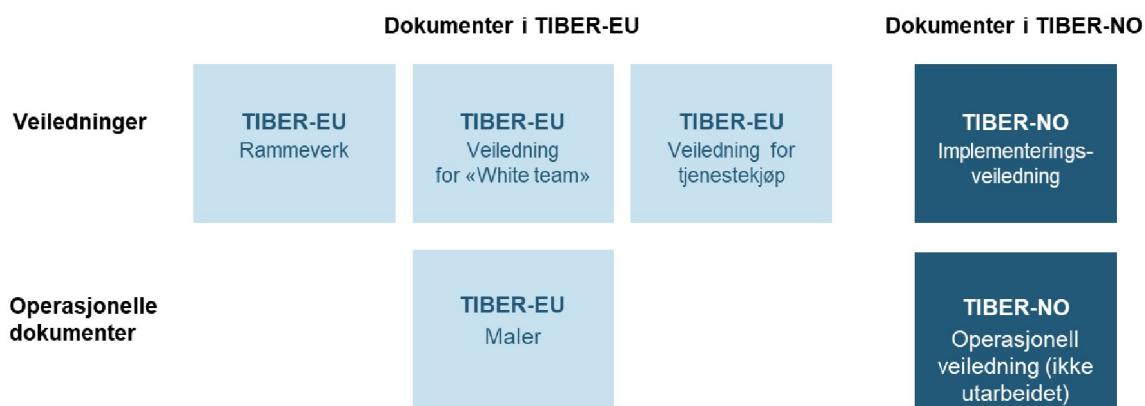 Dokumenter i TIBER-EU
Dokumenter i TIBER-NO
Veiledninger
TIBER-EU
Rammeverk
TIBER-EU
Veiledning
for «White team»
TIBER-EU
Veiledning for
tjenestekjøp
TIBER-NO
Implementerings-
veiledning
Operasjonelle
dokumenter
TIBER-EU
Maler
TIBER-NO
Operasjonell
veiledning (ikke
utarbeidet)